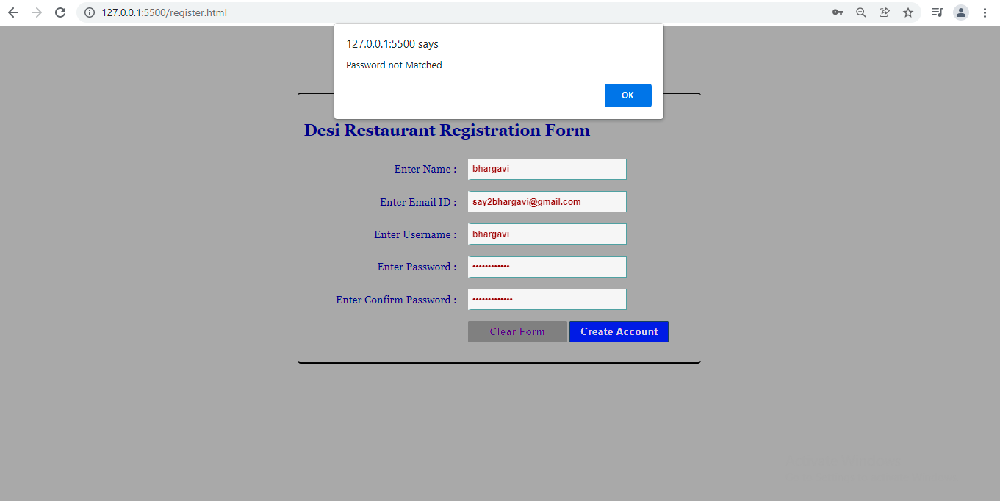 127.0.0.1:5500/register.html
127.0.0.1:5500 says
Password not Matched
OK
Desi Restaurant Registration Form
Enter Name : bhargavi
Enter Email ID : say2bhargavi@gmail.com
Enter Username : bhargavi
Enter Password : ••••••••••••
Enter Confirm Password : •••••••••••••
Clear Form Create Account